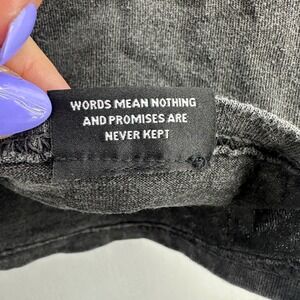 WORDS MEAN NOTHING
AND PROMISES ARE
NEVER KEPT